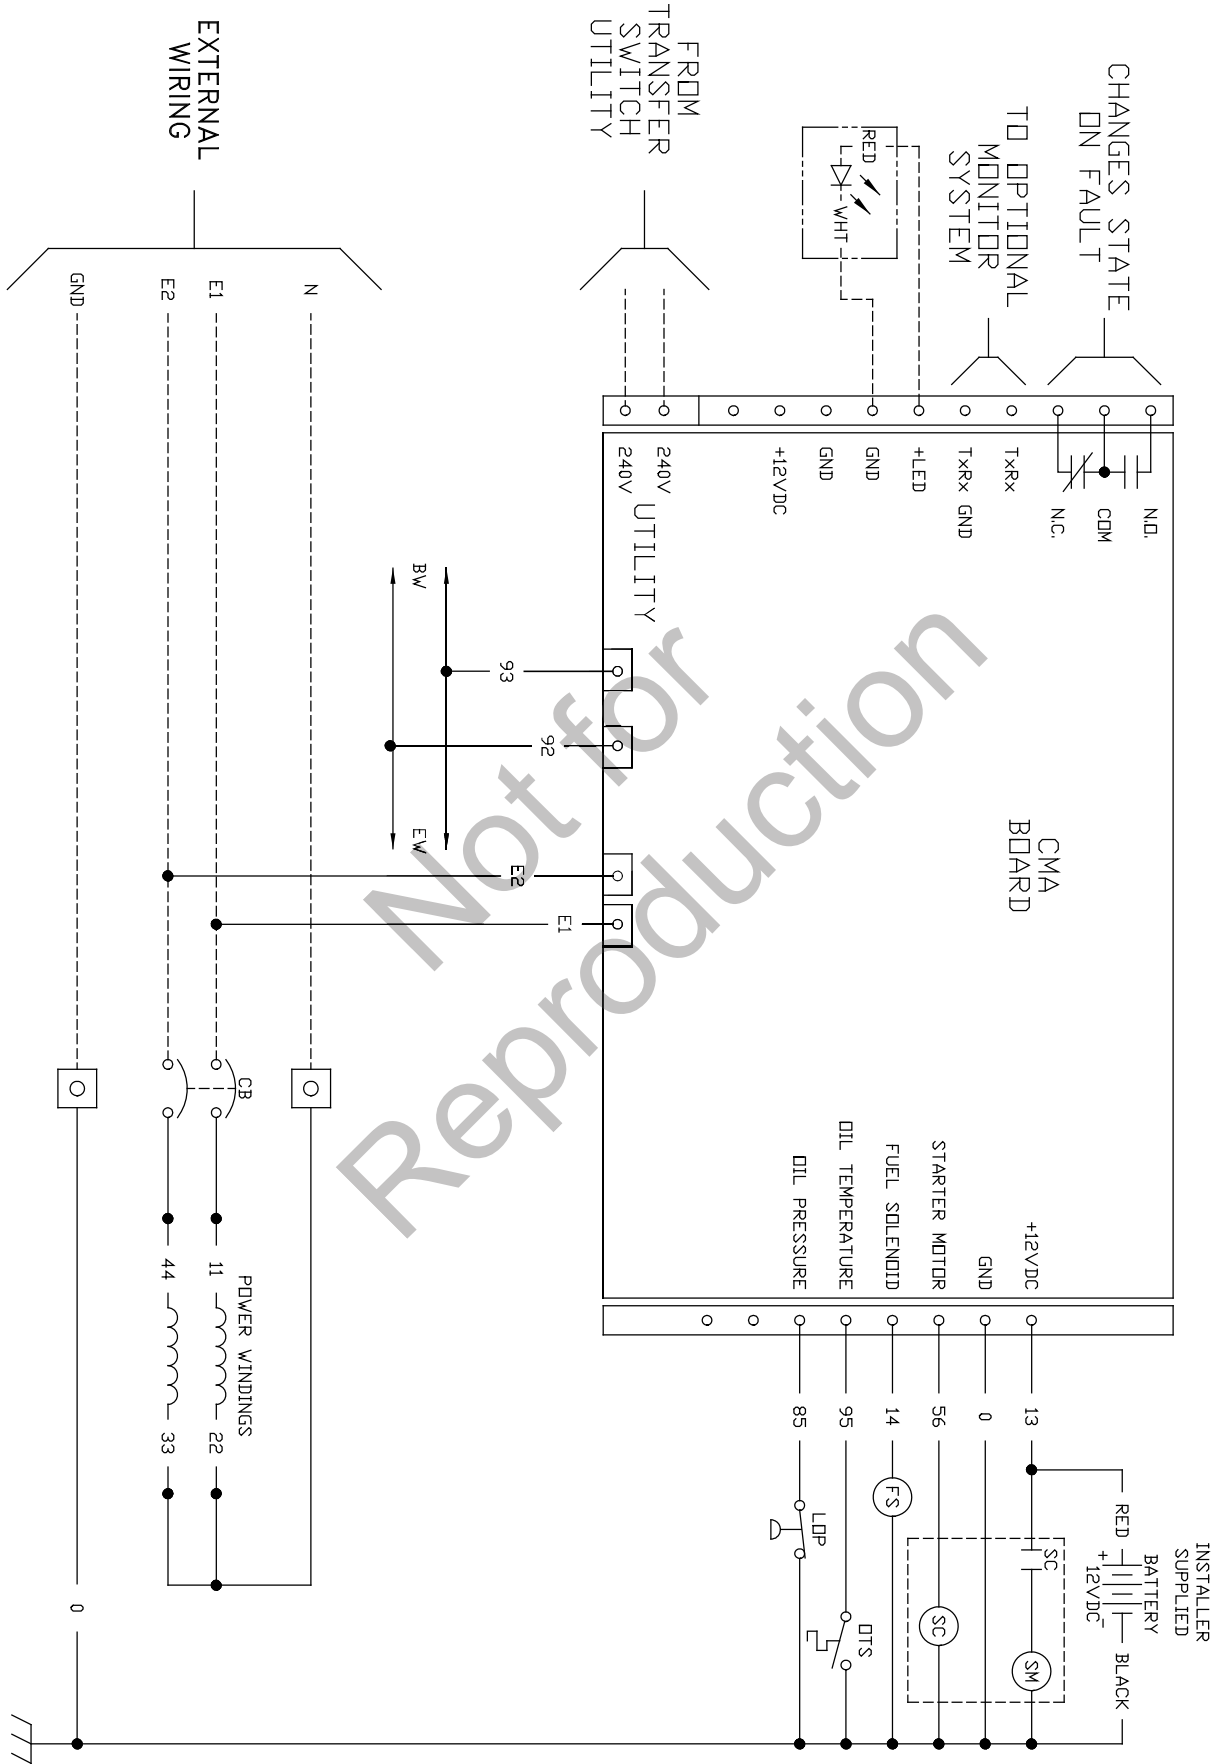 INSTALLER
SUPPLIED
BATTERY
+ 12VDC -
RED
BLACK
SC
SM
SC
FS
OTS
LOP
13
0
56
14
95
85
+12VDC
GND
STARTER MOTOR
FUEL SOLENOID
OIL TEMPERATURE
OIL PRESSURE
CMA
BOARD
CHANGES STATE
ON FAULT
TO OPTIONAL
MONITOR
SYSTEM
N.O.
COM
N.C.
TxRx
TxRx GND
+LED
GND
GND
+12VDC
240V
240V
UTILITY
RED
WHT
FROM
TRANSFER
SWITCH
UTILITY
93
92
E2
E1
BW
EW
EXTERNAL
WIRING
N
E1
E2
GND
CB
POWER WINDINGS
11
22
44
33
0
Not for
Reproduction